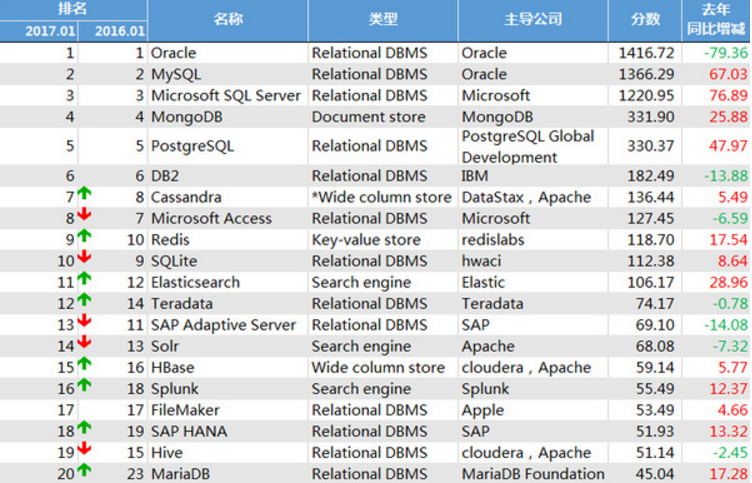 排名 名称 类型 主导公司 分数 去年同比增减
2017.01 2016.01
1 1 Oracle Relational DBMS Oracle 1416.72 -79.36
2 2 MySQL Relational DBMS Oracle 1366.29 67.03
3 3 Microsoft SQL Server Relational DBMS Microsoft 1220.95 76.89
4 4 MongoDB Document store MongoDB 331.90 25.88
5 5 PostgreSQL Relational DBMS PostgreSQL Global Development 330.37 47.97
6 6 DB2 Relational DBMS IBM 182.49 -13.88
7 8 Cassandra *Wide column store DataStax，Apache 136.44 5.49
8 7 Microsoft Access Relational DBMS Microsoft 127.45 -6.59
9 10 Redis Key-value store redislabs 118.70 17.54
10 9 SQLite Relational DBMS hwaci 112.38 8.64
11 12 Elasticsearch Search engine Elastic 106.17 28.96
12 14 Teradata Relational DBMS Teradata 74.17 -0.78
13 11 SAP Adaptive Server Relational DBMS SAP 69.10 -14.08
14 13 Solr Search engine Apache 68.08 -7.32
15 16 HBase Wide column store cloudera，Apache 59.14 5.77
16 18 Splunk Search engine Splunk 55.49 12.37
17 17 FileMaker Relational DBMS Apple 53.49 4.66
18 19 SAP HANA Relational DBMS SAP 51.93 13.32
19 15 Hive Relational DBMS cloudera，Apache 51.14 -2.45
20 23 MariaDB Relational DBMS MariaDB Foundation 45.04 17.28